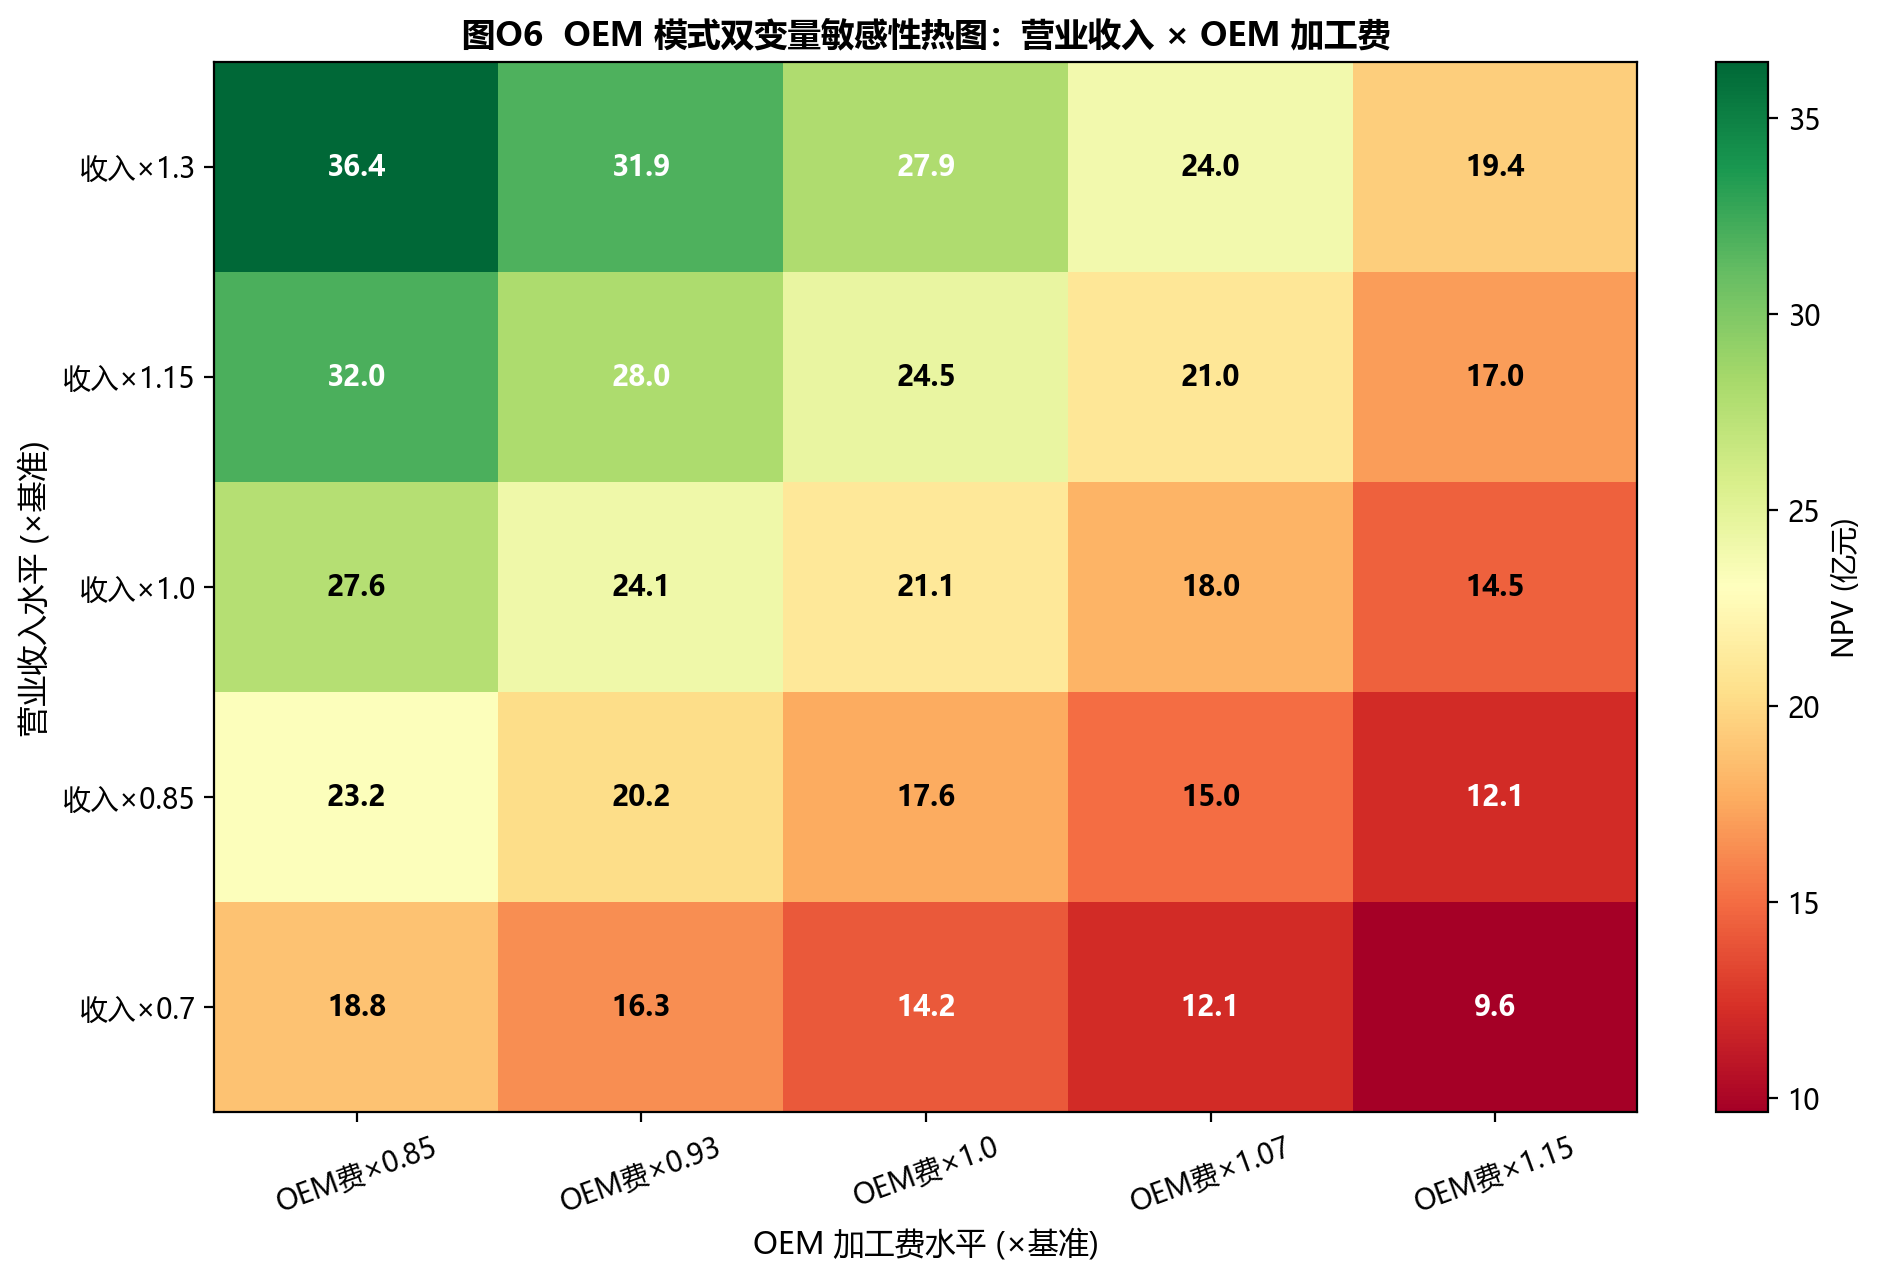 图O6  OEM 模式双变量敏感性热图：营业收入 × OEM 加工费
营业收入水平 (×基准)
收入×1.3 36.4 31.9 27.9 24.0 19.4
收入×1.15 32.0 28.0 24.5 21.0 17.0
收入×1.0 27.6 24.1 21.1 18.0 14.5
收入×0.85 23.2 20.2 17.6 15.0 12.1
收入×0.7 18.8 16.3 14.2 12.1 9.6
OEM费×0.85 OEM费×0.93 OEM费×1.0 OEM费×1.07 OEM费×1.15
OEM 加工费水平 (×基准)
35
30
25
20
15
10
NPV (亿元)